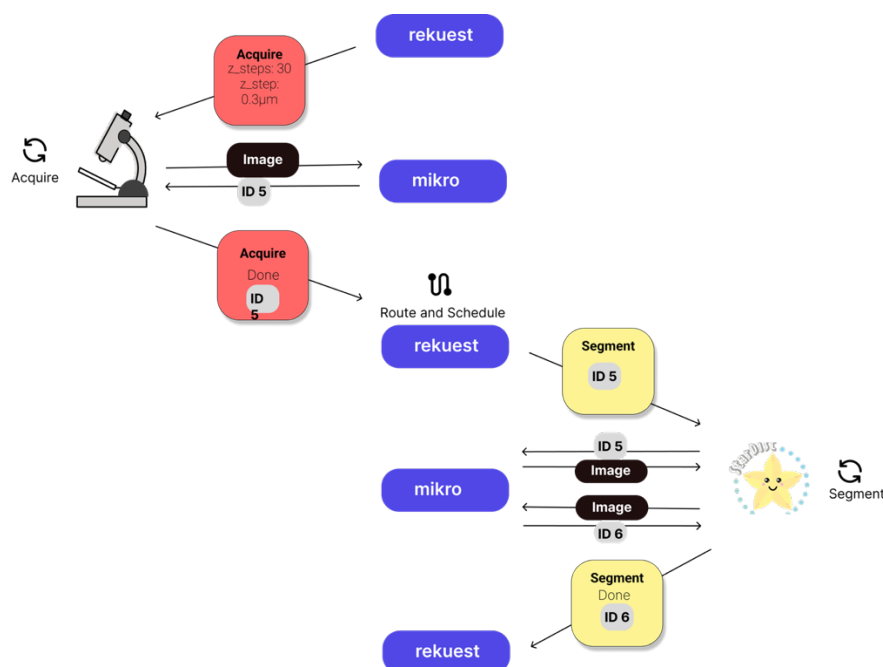 rekuest
Acquire
z_steps: 30
z_step:
0.3µm
Acquire
Image
ID 5
mikro
Acquire
Done
ID
5
Route and Schedule
rekuest
Segment
ID 5
ID 5
Image
mikro
Image
ID 6
StarDist
Segment
Segment
Done
ID 6
rekuest